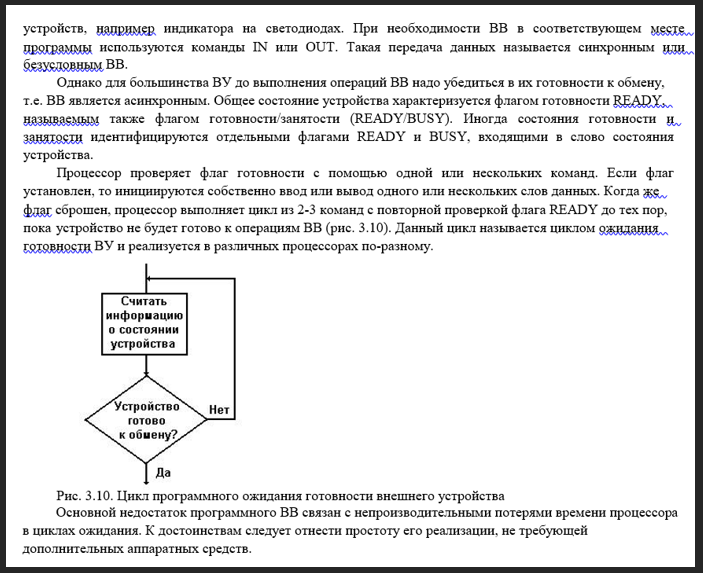 устройств, например индикатора на светодиодах. При необходимости ВВ в соответствующем месте
программы используются команды IN или OUT. Такая передача данных называется синхронным или
безусловным ВВ.
Однако для большинства ВУ до выполнения операций ВВ надо убедиться в их готовности к обмену,
т.е. ВВ является асинхронным. Общее состояние устройства характеризуется флагом готовности READY,
называемым также флагом готовности/занятости (READY/BUSY). Иногда состояния готовности и
занятости идентифицируются отдельными флагами READY и BUSY, входящими в слово состояния
устройства.
Процессор проверяет флаг готовности с помощью одной или нескольких команд. Если флаг
установлен, то инициируются собственно ввод или вывод одного или нескольких слов данных. Когда же
флаг сброшен, процессор выполняет цикл из 2-3 команд с повторной проверкой флага READY до тех пор,
пока устройство не будет готово к операциям ВВ (рис. 3.10). Данный цикл называется циклом ожидания
готовности ВУ и реализуется в различных процессорах по-разному.
Считать
информацию
о состоянии
устройства
Устройство
готово
к обмену?
Нет
Да
Рис. 3.10. Цикл программного ожидания готовности внешнего устройства
Основной недостаток программного ВВ связан с непроизводительными потерями времени процессора
в циклах ожидания. К достоинствам следует отнести простоту его реализации, не требующей
дополнительных аппаратных средств.